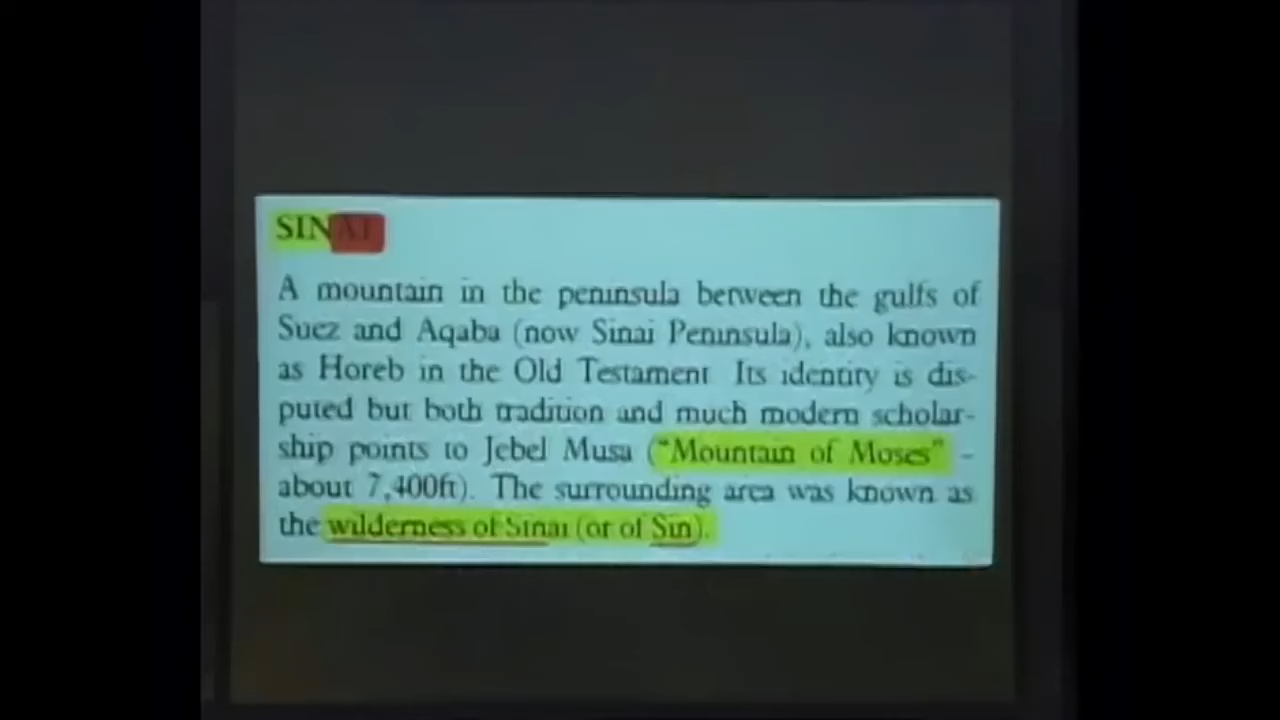 SINAI
A mountain in the peninsula between the gulfs of
Suez and Aqaba (now Sinai Peninsula), also known
as Horeb in the Old Testament. Its identity is dis-
puted but both tradition and much modern scholar-
ship points to Jebel Musa ("Mountain of Moses" -
about 7,400ft). The surrounding area was known as
the wilderness of Sinai (or of Sin).